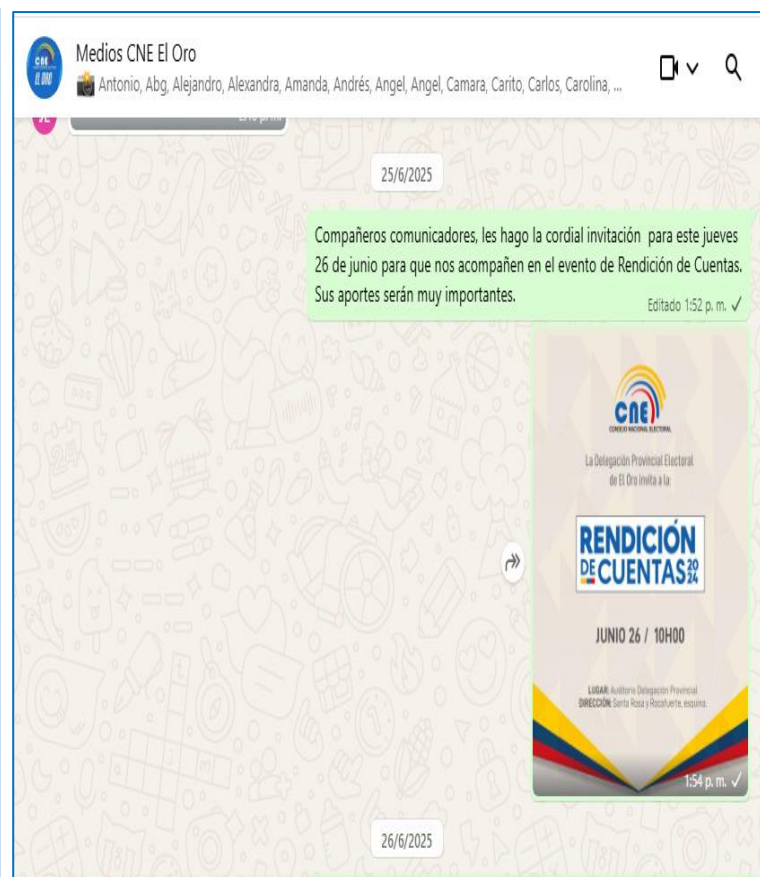 Medios CNE El Oro
Antonio, Abg, Alejandro, Alexandra, Amanda, Andrés, Angel, Angel, Camara, Carito, Carlos, Carolina, ...
25/6/2025
Compañeros comunicadores, les hago la cordial invitación para este jueves
26 de junio para que nos acompañen en el evento de Rendición de Cuentas.
Sus aportes serán muy importantes.
Editado 1:52 p. m.
CNE
CONSEJO NACIONAL ELECTORAL
La Delegación Provincial Electoral
de El Oro invita a la:
RENDICIÓN
DE CUENTAS 2024
JUNIO 26 / 10H00
LUGAR: Auditorio Delegación Provincial
DIRECCIÓN: Santa Rosa y Rocafuerte, esquina.
1:54 p. m.
26/6/2025